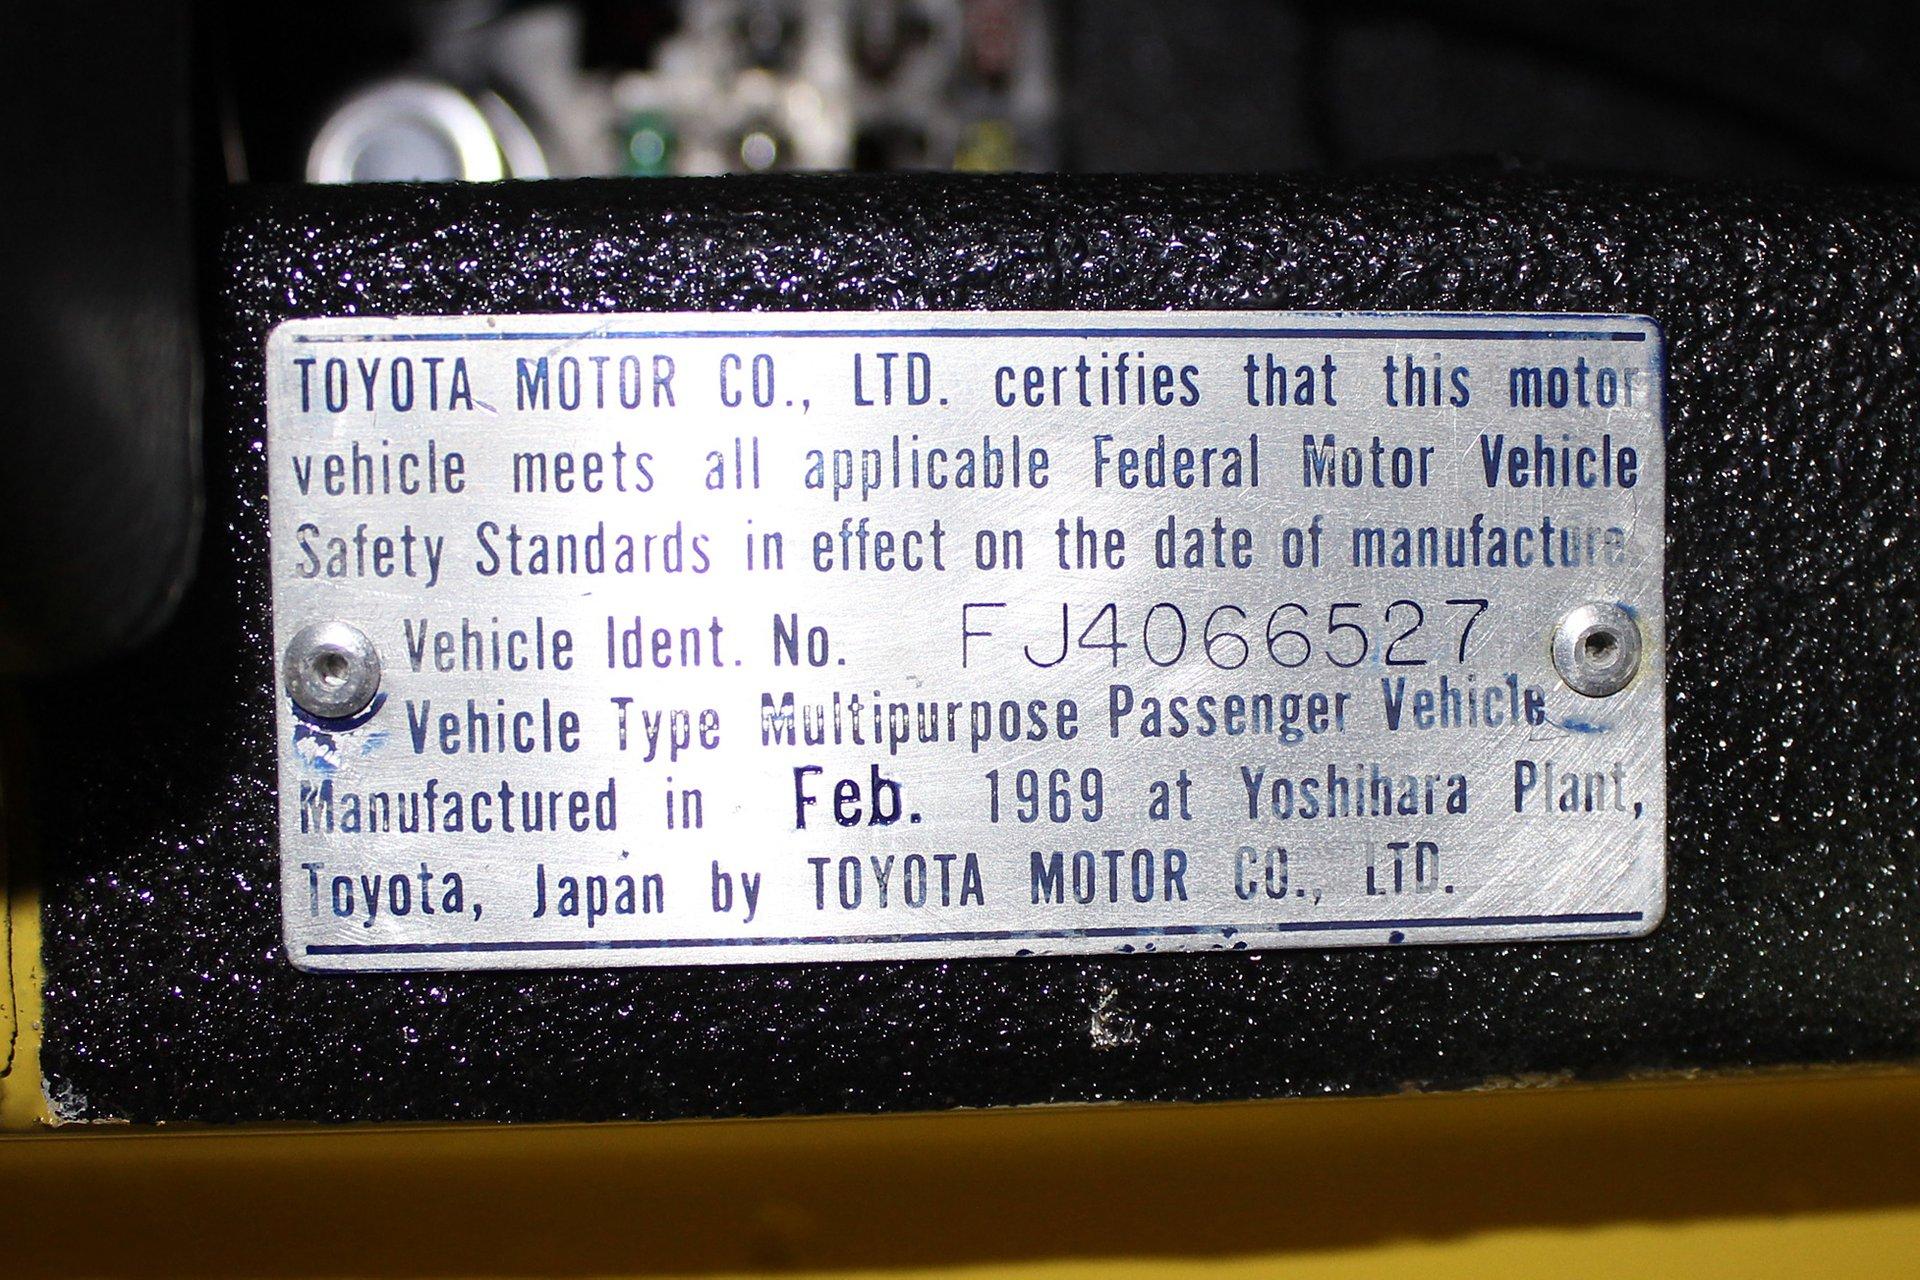 TOYOTA MOTOR CO., LTD. certifies that this motor
vehicle meets all applicable Federal Motor Vehicle
Safety Standards in effect on the date of manufacture.
Vehicle Ident. No. FJ4066527
Vehicle Type Multipurpose Passenger Vehicle
Manufactured in Feb. 1969 at Yoshihara Plant,
Toyota, Japan by TOYOTA MOTOR CO., LTD.